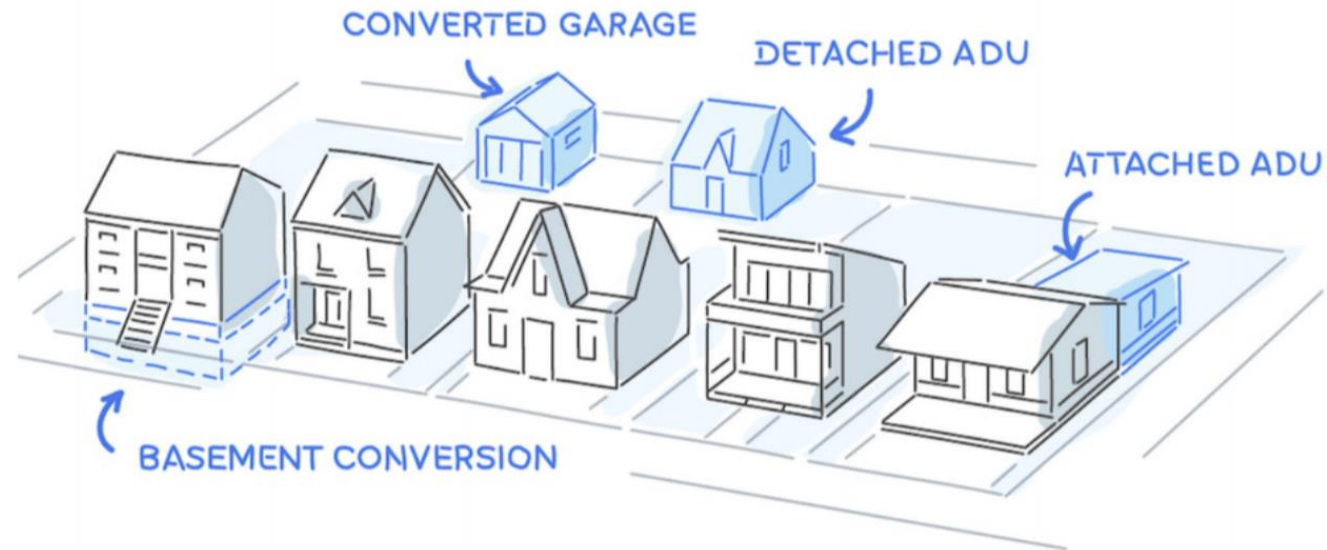 CONVERTED GARAGE
DETACHED ADU
ATTACHED ADU
BASEMENT CONVERSION